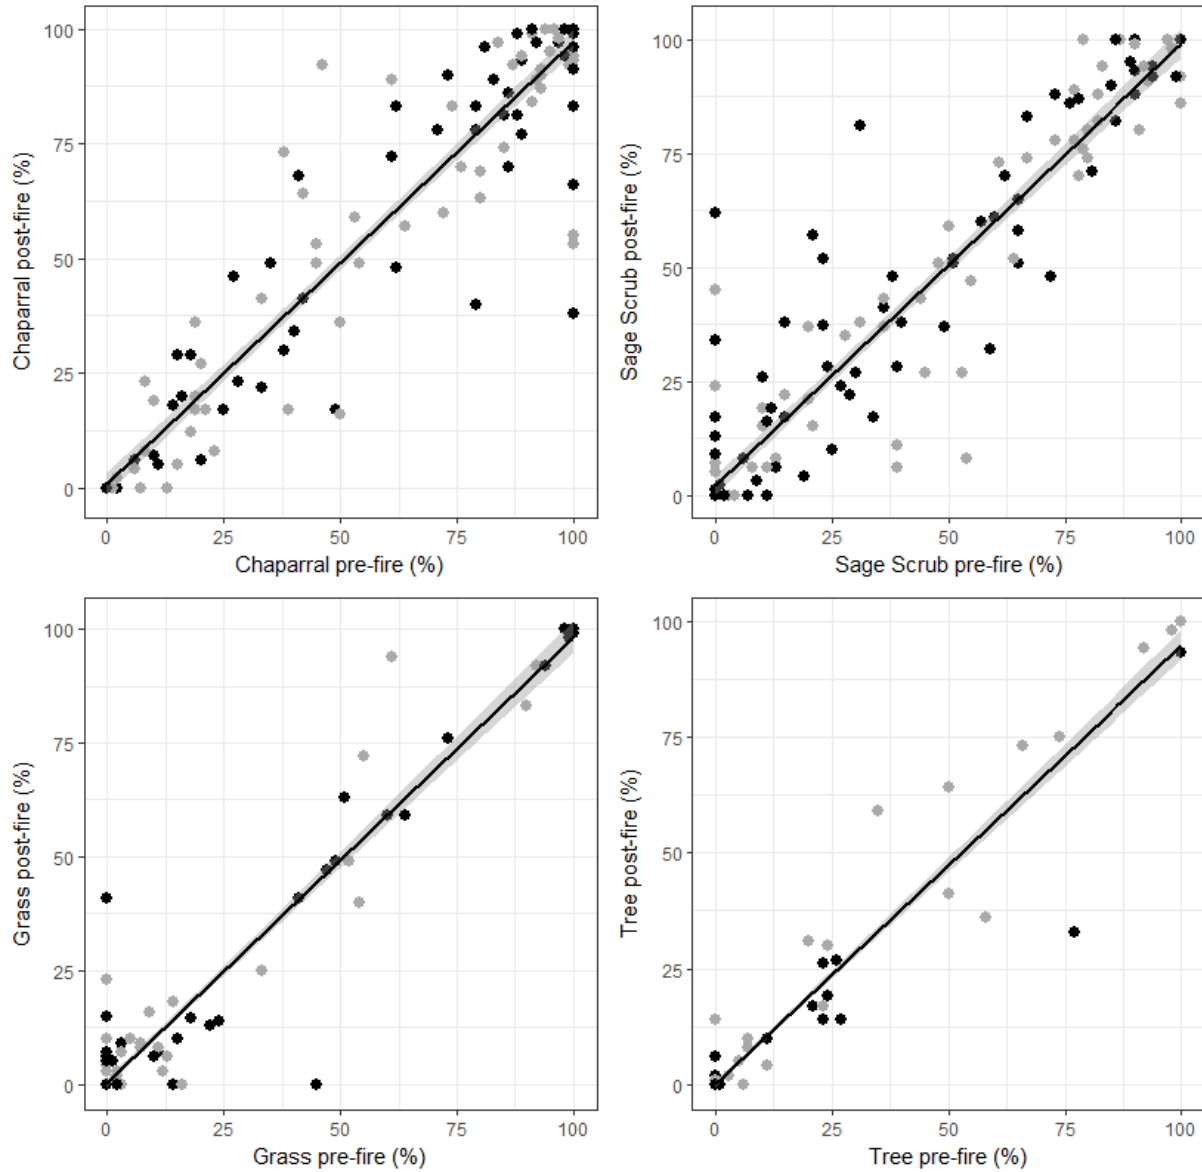 Chaparral post-fire (%)
100
75
50
25
0
0 25 50 75 100
Chaparral pre-fire (%)
Sage Scrub post-fire (%)
100
75
50
25
0
0 25 50 75 100
Sage Scrub pre-fire (%)
Grass post-fire (%)
100
75
50
25
0
0 25 50 75 100
Grass pre-fire (%)
Tree post-fire (%)
100
75
50
25
0
0 25 50 75 100
Tree pre-fire (%)